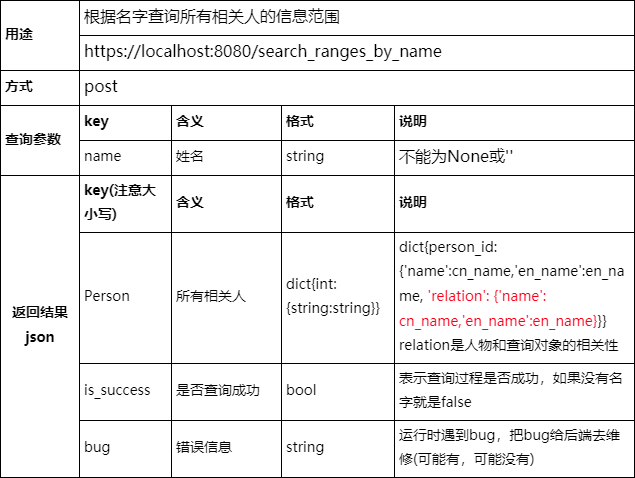 用途
根据名字查询所有相关人的信息范围
https://localhost:8080/search_ranges_by_name
方式
post
查询参数
key
含义
格式
说明
name
姓名
string
不能为None或''
返回结果
json
key(注意大
小写)
含义
格式
说明
Person
所有相关人
dict{int:
{string:string}}
dict{person_id:
{'name':cn_name,'en_name':en_na
me, 'relation': {'name':
cn_name,'en_name':en_name}}}
relation是人物和查询对象的相关性
is_success
是否查询成功
bool
表示查询过程是否成功，如果没有名
字就是false
bug
错误信息
string
运行时遇到bug，把bug给后端去维
修(可能有，可能没有)